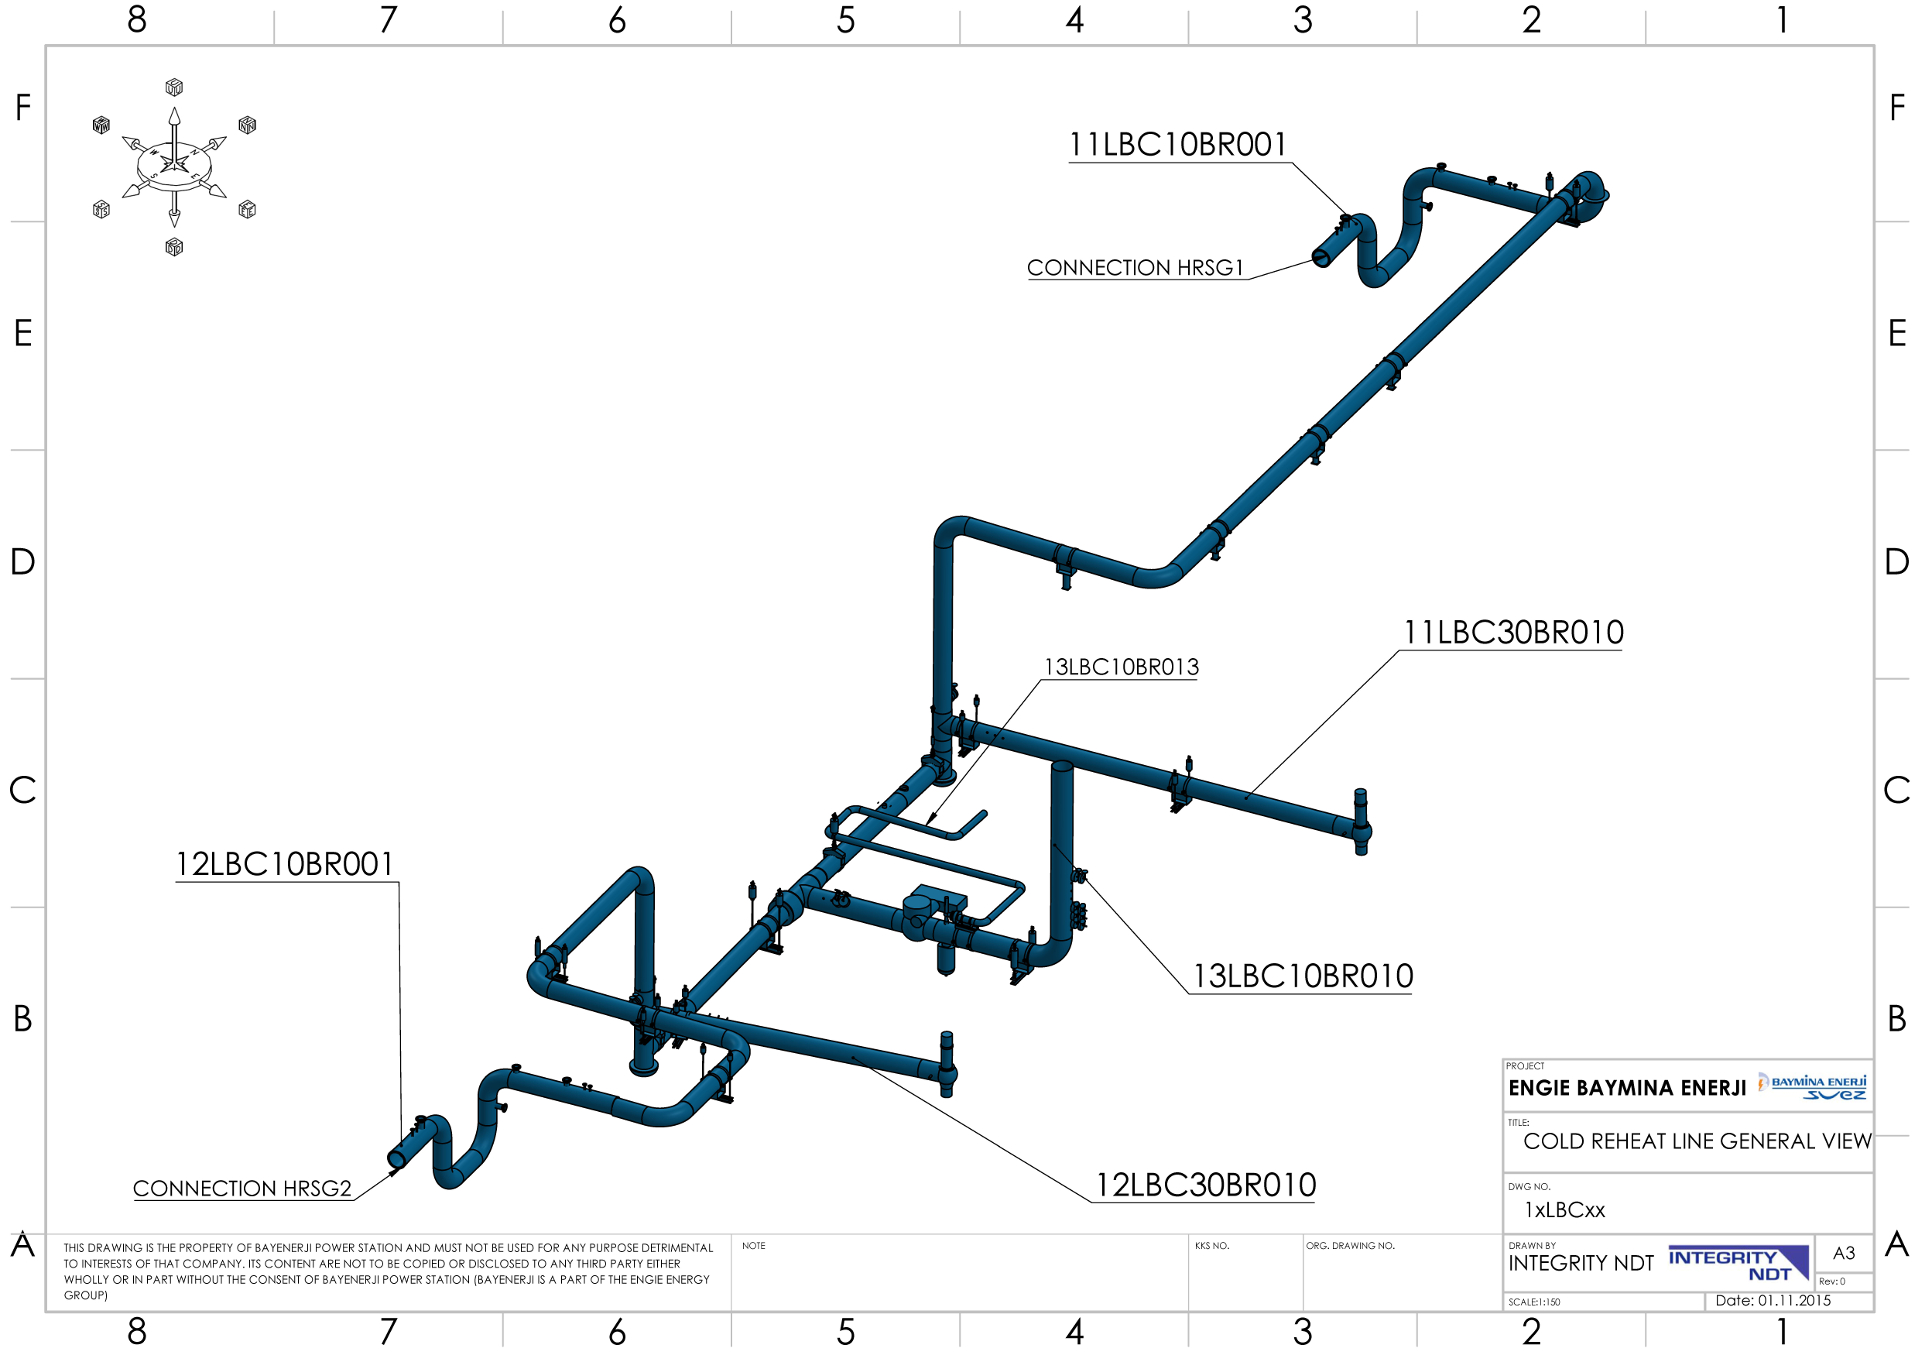 8 7 6 5 4 3 2 1
F F
W
N
S
E
11LBC10BR001
CONNECTION HRSG1
E E
D D
11LBC30BR010
13LBC10BR013
C C
12LBC10BR001
13LBC10BR010
B B
12LBC30BR010
CONNECTION HRSG2
PROJECT
ENGIE BAYMINA ENERJI
BAYMİNA ENERJİ
SUEZ
TITLE:
COLD REHEAT LINE GENERAL VIEW
DWG NO.
1xLBCxx
A A
THIS DRAWING IS THE PROPERTY OF BAYENERJI POWER STATION AND MUST NOT BE USED FOR ANY PURPOSE DETRIMENTAL
TO INTERESTS OF THAT COMPANY. ITS CONTENT ARE NOT TO BE COPIED OR DISCLOSED TO ANY THIRD PARTY EITHER
WHOLLY OR IN PART WITHOUT THE CONSENT OF BAYENERJI POWER STATION (BAYENERJI IS A PART OF THE ENGIE ENERGY
GROUP)
NOTE
KKS NO.
ORG. DRAWING NO.
DRAWN BY
INTEGRITY NDT
INTEGRITY
NDT
A3
Rev: 0
SCALE:1:150
Date: 01.11.2015
8 7 6 5 4 3 2 1